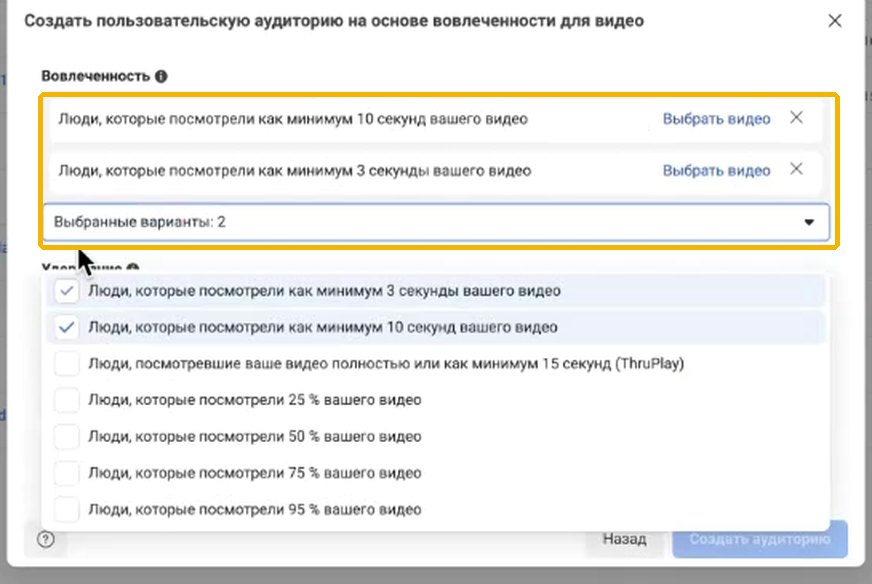 Создать пользовательскую аудиторию на основе вовлеченности для видео
Вовлеченность
Люди, которые посмотрели как минимум 10 секунд вашего видео Выбрать видео
Люди, которые посмотрели как минимум 3 секунды вашего видео Выбрать видео
Выбранные варианты: 2
Люди, которые посмотрели как минимум 3 секунды вашего видео
Люди, которые посмотрели как минимум 10 секунд вашего видео
Люди, посмотревшие ваше видео полностью или как минимум 15 секунд (ThruPlay)
Люди, которые посмотрели 25 % вашего видео
Люди, которые посмотрели 50 % вашего видео
Люди, которые посмотрели 75 % вашего видео
Люди, которые посмотрели 95 % вашего видео
Назад Создать аудиторию